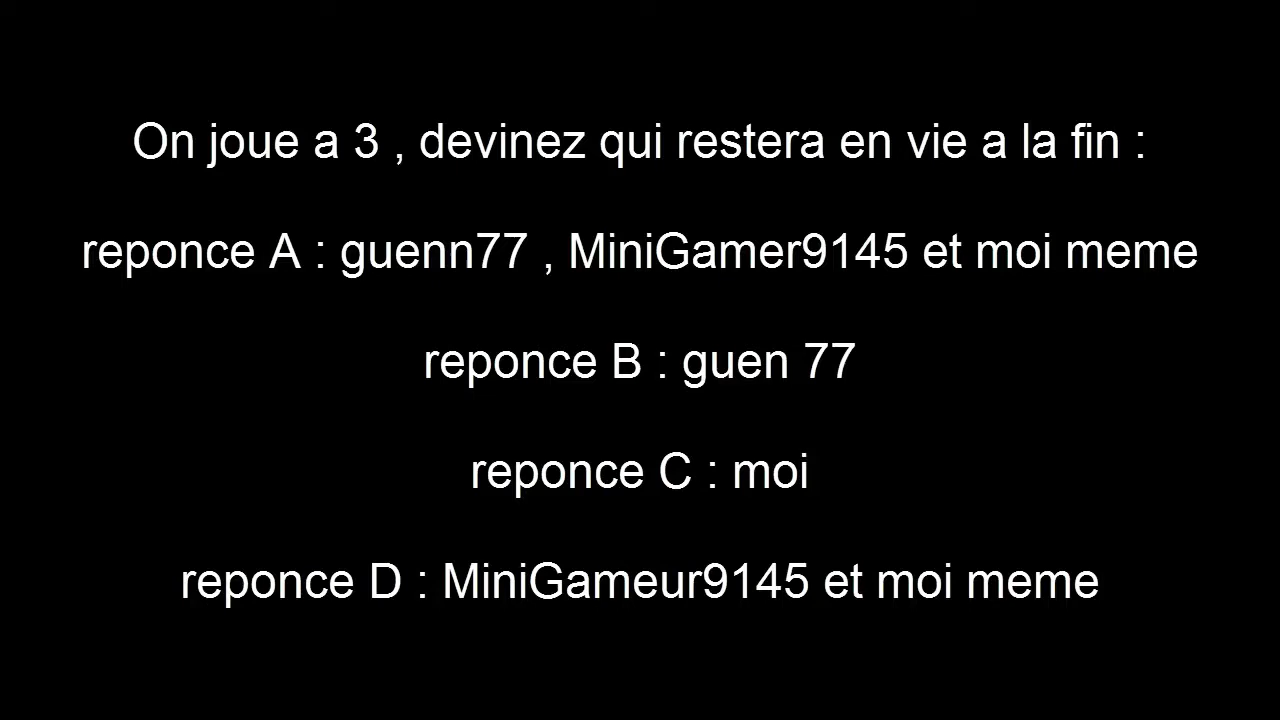 On joue a 3 , devinez qui restera en vie a la fin :
reponce A : guenn77 , MiniGamer9145 et moi meme
reponce B : guen 77
reponce C : moi
reponce D : MiniGameur9145 et moi meme